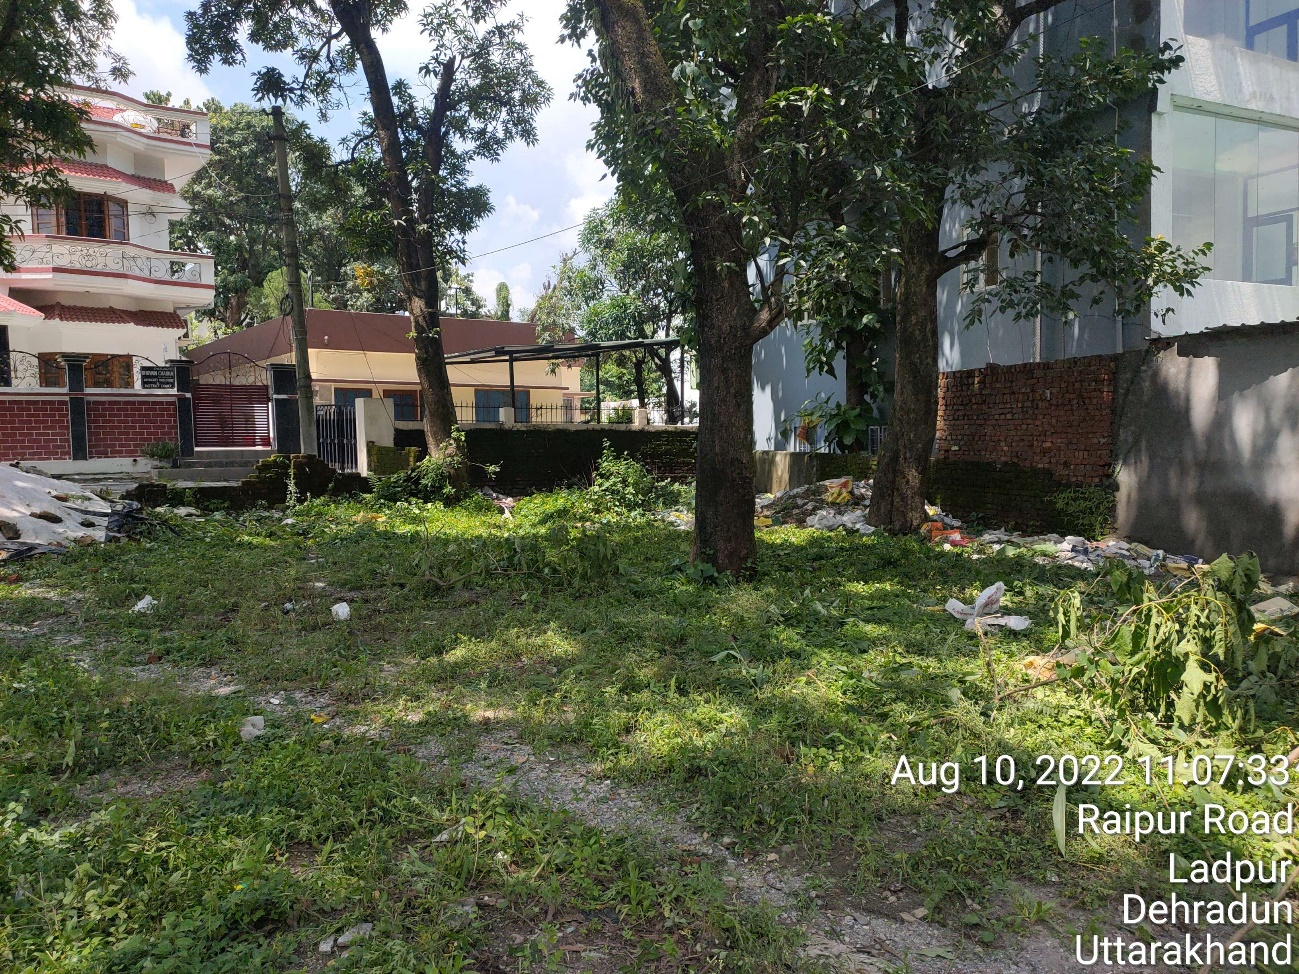 Aug 10, 2022 11:07:33
Raipur Road
Ladpur
Dehradun
Uttarakhand